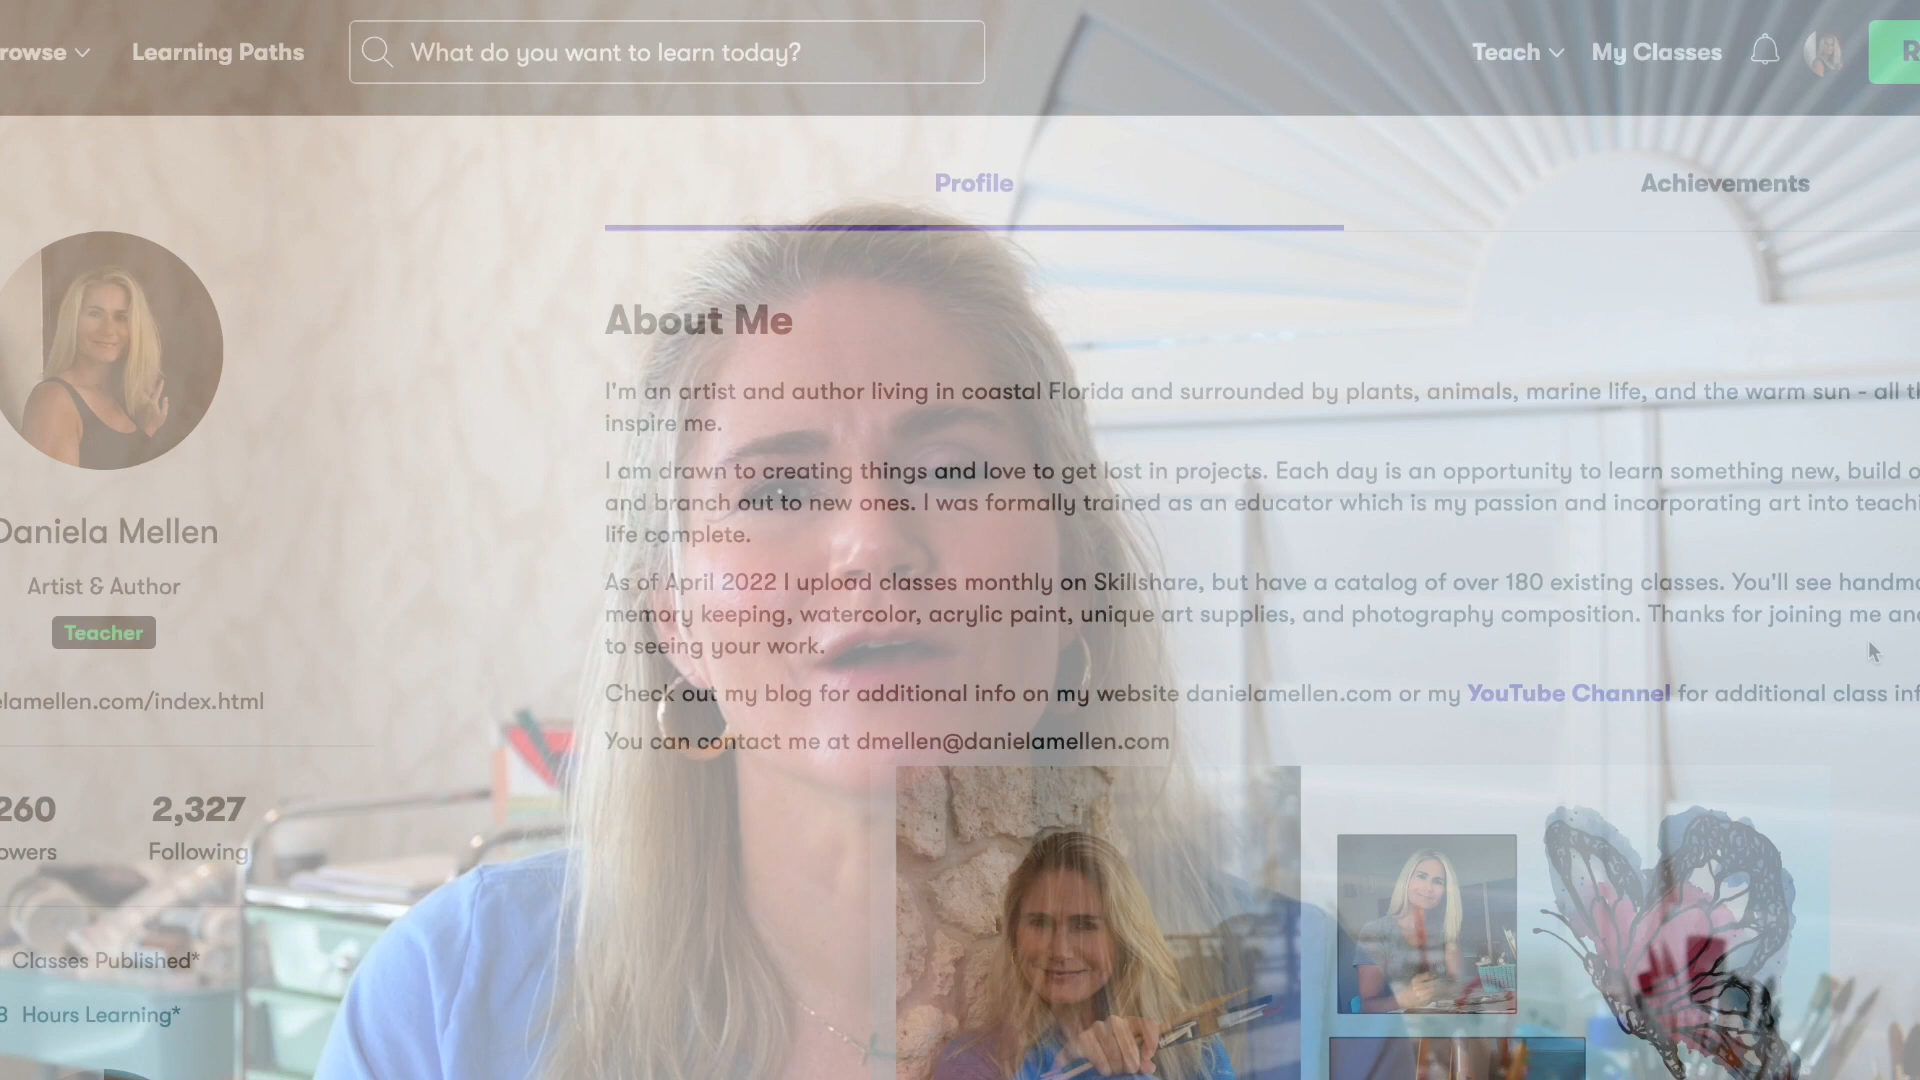 rowse
Learning Paths
What do you want to learn today?
Teach
My Classes
Profile
Achievements
Daniela Mellen
Artist & Author
Teacher
elamellen.com/index.html
260
2,327
owers
Following
Classes Published*
Hours Learning*
About Me
I'm an artist and author living in coastal Florida and surrounded by plants, animals, marine life, and the warm sun - all th
inspire me.
I am drawn to creating things and love to get lost in projects. Each day is an opportunity to learn something new, build o
and branch out to new ones. I was formally trained as an educator which is my passion and incorporating art into teachi
life complete.
As of April 2022 I upload classes monthly on Skillshare, but have a catalog of over 180 existing classes. You'll see handma
memory keeping, watercolor, acrylic paint, unique art supplies, and photography composition. Thanks for joining me and
to seeing your work.
Check out my blog for additional info on my website danielamellen.com or my YouTube Channel for additional class inf
You can contact me at dmellen@danielamellen.com